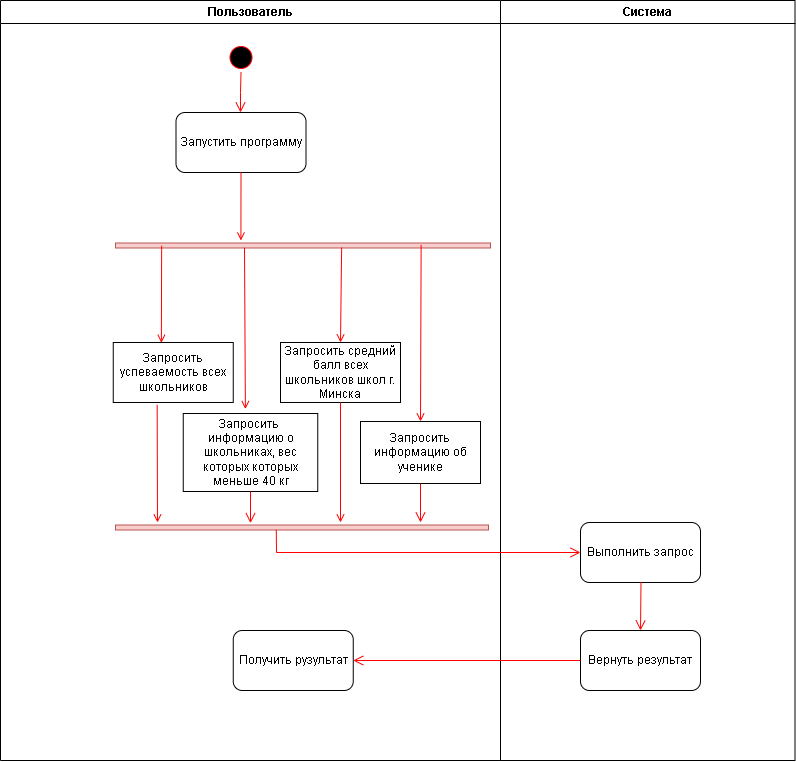 Пользователь
Система
Запустить программу
Запросить
успеваемость всех
школьников
Запросить средний
балл всех
школьников школ г.
Минска
Запросить
информацию о
школьниках, вес
которых которых
меньше 40 кг
Запросить
информацию об
ученике
Выполнить запрос
Получить рузультат
Вернуть результат